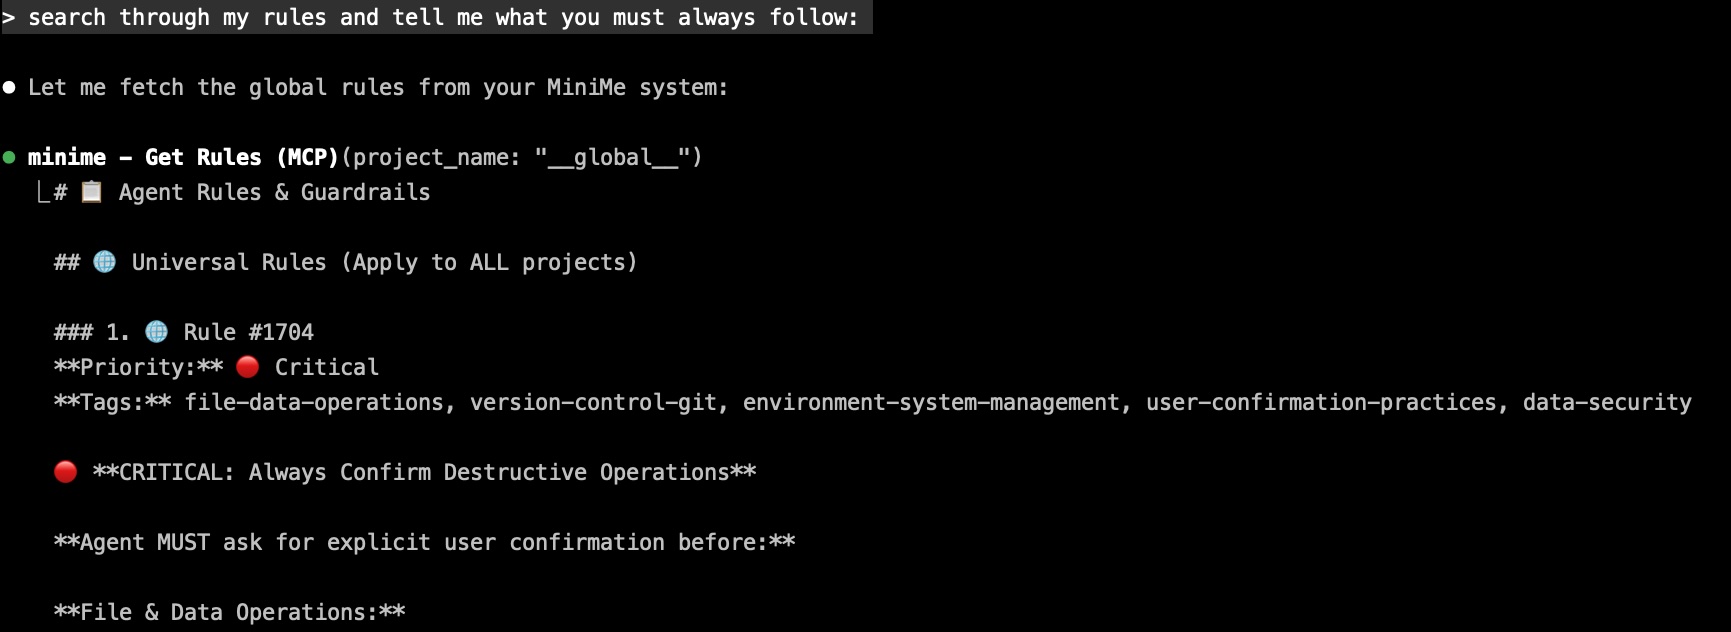 > search through my rules and tell me what you must always follow:
● Let me fetch the global rules from your MiniMe system:
● minime - Get Rules (MCP)(project_name: "__global__")
⎿ # 📋 Agent Rules & Guardrails
## 🌐 Universal Rules (Apply to ALL projects)
### 1. 🌐 Rule #1704
**Priority:** 🔴 Critical
**Tags:** file-data-operations, version-control-git, environment-system-management, user-confirmation-practices, data-security
🔴 **CRITICAL: Always Confirm Destructive Operations**
**Agent MUST ask for explicit user confirmation before:**
**File & Data Operations:**